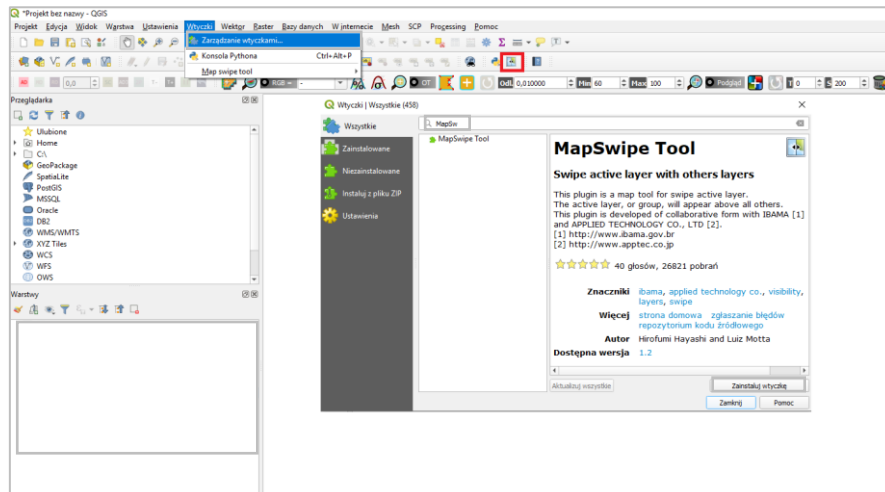 *Projekt bez nazwy - QGIS
Projekt Edycja Widok Warstwa Ustawienia Wtyczki Wektor Raster Bazy danych W internecie Mesh SCP Processing Pomoc
Zarządzanie wtyczkami...
Konsola Pythona Ctrl+Alt+P
Map swipe tool
0,0
RGB = -
OT
Odl. 0,010000
Min 60
Max 100
Podgląd
T 0
S 200
Przeglądarka
Ulubione
Home
C:\
GeoPackage
SpatiaLite
PostGIS
MSSQL
Oracle
DB2
WMS/WMTS
XYZ Tiles
WCS
WFS
OWS
Warstwy
Wtyczki | Wszystkie (458)
Wszystkie
Zainstalowane
Niezainstalowane
Instaluj z pliku ZIP
Ustawienia
MapSw
MapSwipe Tool
MapSwipe Tool
Swipe active layer with others layers
This plugin is a map tool for swipe active layer.
The active layer, or group, will appear above all others.
This plugin is developed of collaborative form with IBAMA [1]
and APPLIED TECHNOLOGY CO., LTD [2].
[1] http://www.ibama.gov.br
[2] http://www.apptec.co.jp
40 głosów, 26821 pobrań
Znaczniki ibama, applied technology co., visibility,
layers, swipe
Więcej strona domowa zgłaszanie błędów
repozytorium kodu źródłowego
Autor Hirofumi Hayashi and Luiz Motta
Dostępna wersja 1.2
Aktualizuj wszystkie
Zainstaluj wtyczkę
Zamknij
Pomoc